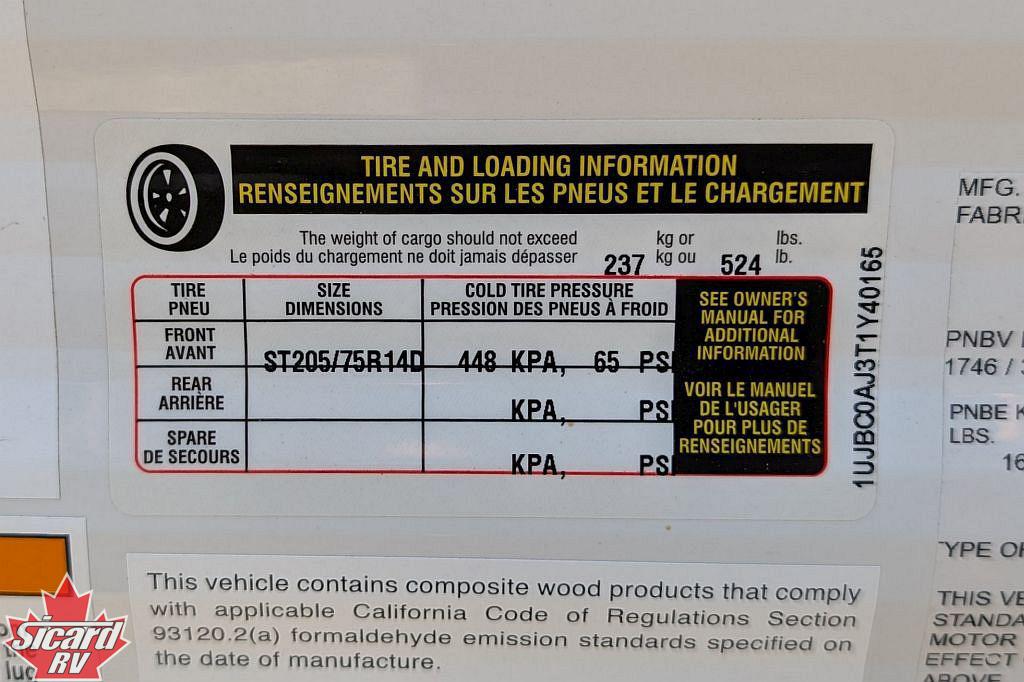 TIRE AND LOADING INFORMATION
RENSEIGNEMENTS SUR LES PNEUS ET LE CHARGEMENT
The weight of cargo should not exceed kg or lbs.
Le poids du chargement ne doit jamais dépasser 237 kg ou 524 lb.
TIRE SIZE COLD TIRE PRESSURE
PNEU DIMENSIONS PRESSION DES PNEUS À FROID
FRONT
AVANT ST205/75R14D 448 KPA, 65 PSI
REAR
ARRIÈRE KPA, PSI
SPARE
DE SECOURS KPA, PSI
SEE OWNER'S
MANUAL FOR
ADDITIONAL
INFORMATION
VOIR LE MANUEL
DE L'USAGER
POUR PLUS DE
RENSEIGNEMENTS
1UJBC0AJ3T1Y40165
MFG.
FABRI
PNBV
1746 /
PNBE K
LBS.
16
TYPE OF
THIS VE
STANDA
MOTOR
EFFECT
ABOVE
This vehicle contains composite wood products that comply
with applicable California Code of Regulations Section
93120.2(a) formaldehyde emission standards specified on
the date of manufacture.
Sicard
RV